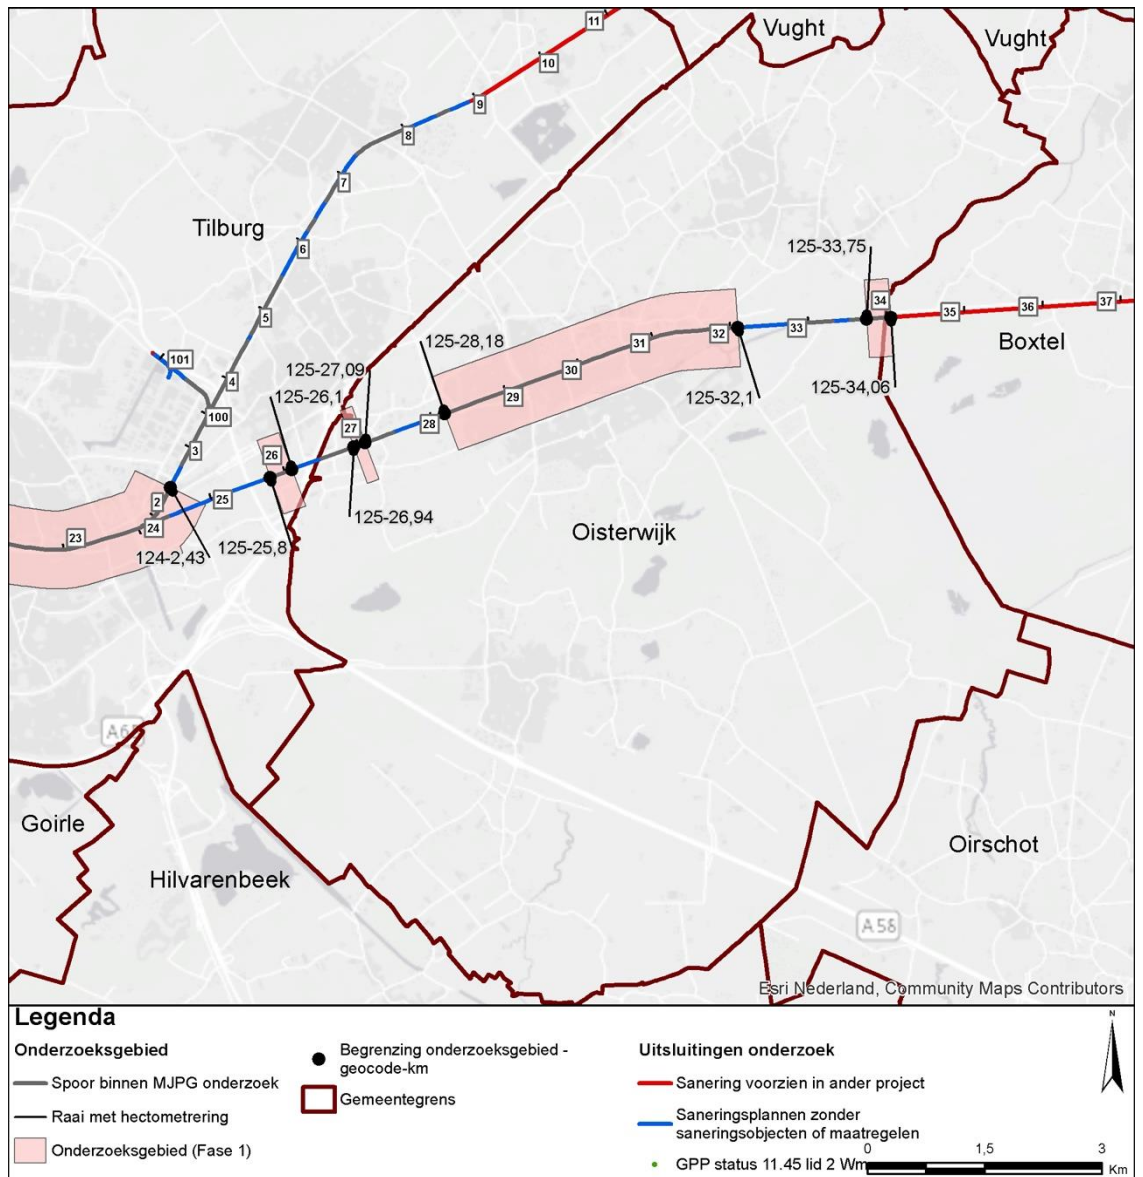 Vught
Vught
11
10
9
8
7
6
5
4
101
100
3
2
Tilburg
125-33,75
34
35
36
37
Boxtel
125-34,06
33
32
125-32,1
31
30
29
125-28,18
28
125-27,09
125-26,1
27
26
125-26,94
25
125-25,8
24
23
124-2,43
Oisterwijk
A65
Goirle
Hilvarenbeek
Oirschot
A 58
Esri Nederland, Community Maps Contributors
Legenda
Onderzoeksgebied
Spoor binnen MJPG onderzoek
Raai met hectometrering
Onderzoeksgebied (Fase 1)
Begrenzing onderzoeksgebied -
geocode-km
Gemeentegrens
Uitsluitingen onderzoek
Sanering voorzien in ander project
Saneringsplannen zonder
saneringsobjecten of maatregelen
GPP status 11.45 lid 2 Wm
N
0
1,5
3
Km